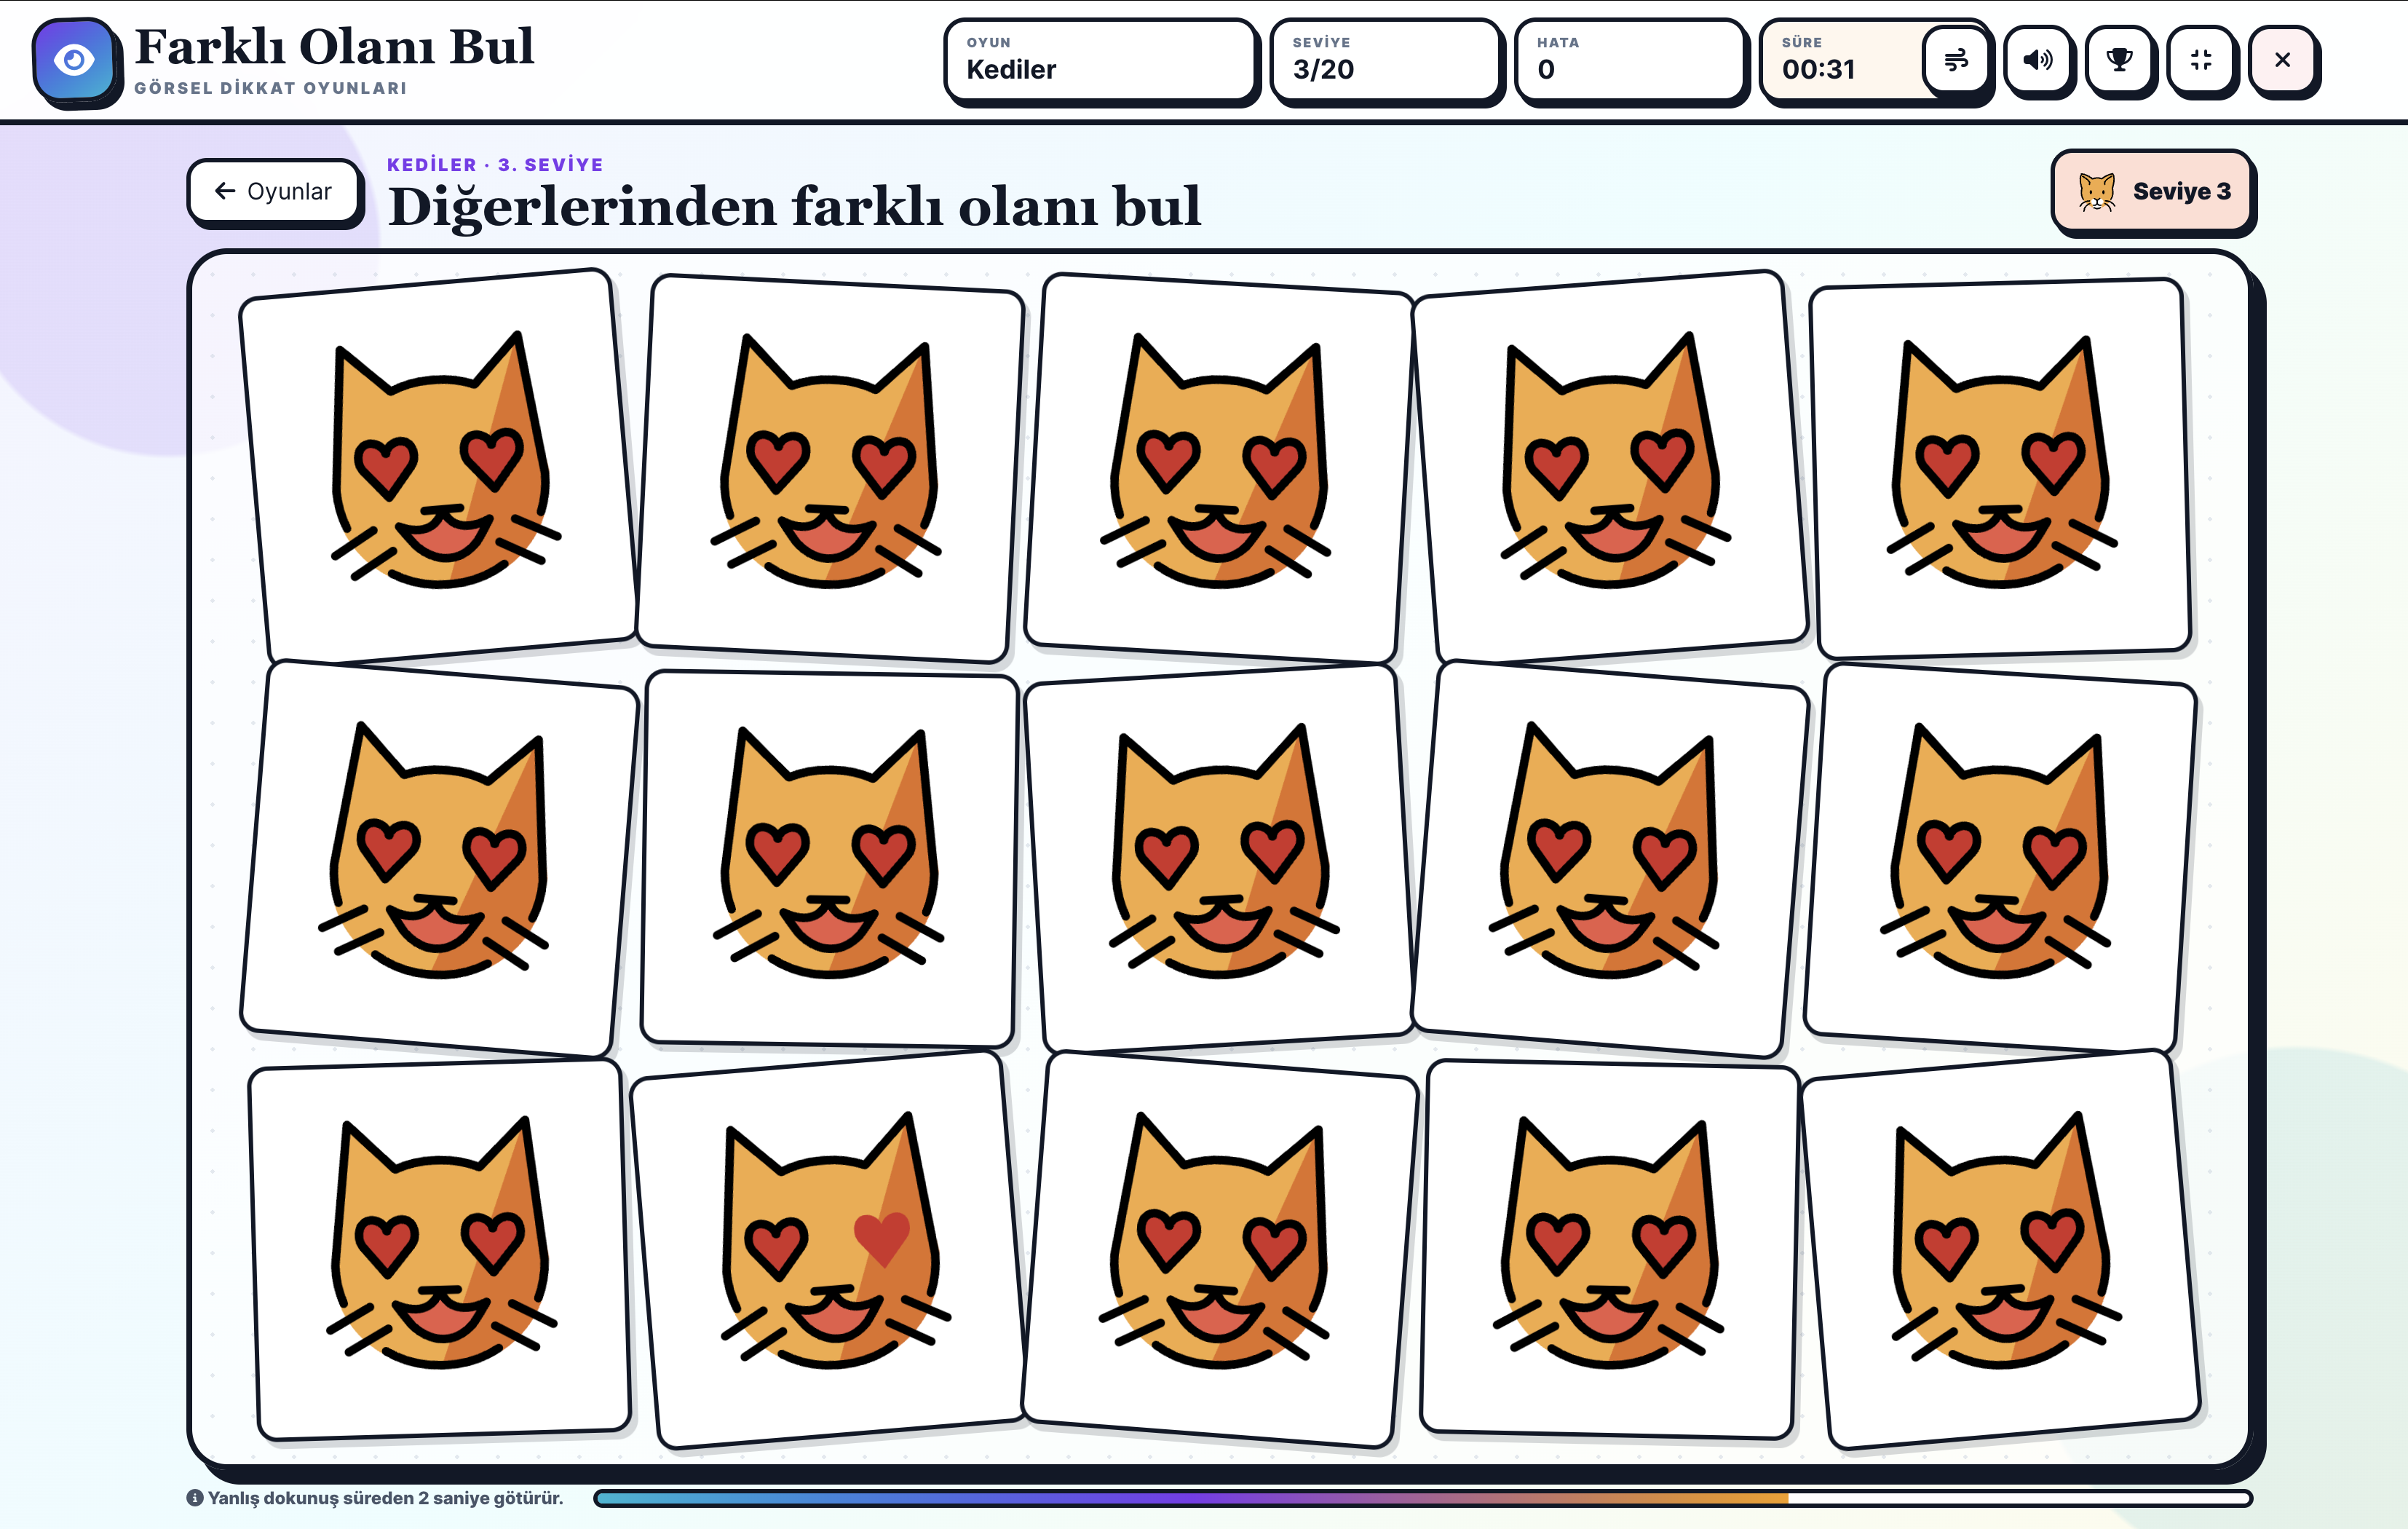 Farklı Olanı Bul
GÖRSEL DİKKAT OYUNLARI
OYUN
Kediler
SEVİYE
3/20
HATA
0
SÜRE
00:31
Oyunlar
KEDİLER · 3. SEVİYE
Diğerlerinden farklı olanı bul
Seviye 3
Yanlış dokunuş süreden 2 saniye götürür.